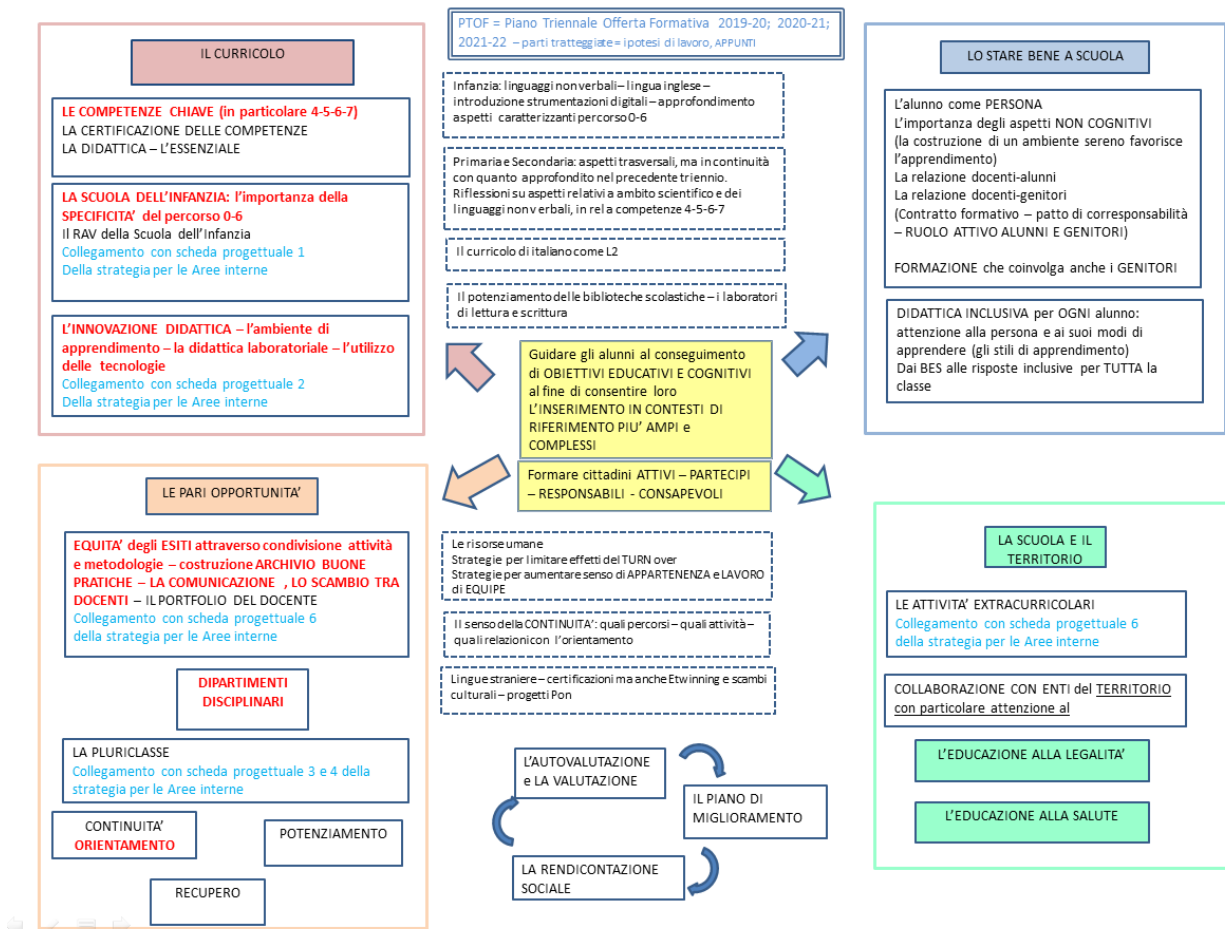 PTOF = Piano Triennale Offerta Formativa 2019-20; 2020-21;
2021-22 – parti tratteggiate = ipotesi di lavoro, APPUNTI
IL CURRICOLO
LE COMPETENZE CHIAVE (in particolare 4-5-6-7)
LA CERTIFICAZIONE DELLE COMPETENZE
LA DIDATTICA – L'ESSENZIALE
LA SCUOLA DELL'INFANZIA: l'importanza della
SPECIFICITA' del percorso 0-6
Il RAV della Scuola dell'Infanzia
Collegamento con scheda progettuale 1
Della strategia per le Aree interne
L'INNOVAZIONE DIDATTICA – l'ambiente di
apprendimento – la didattica laboratoriale – l'utilizzo
delle tecnologie
Collegamento con scheda progettuale 2
Della strategia per le Aree interne
Infanzia: linguaggi non verbali – lingua inglese –
introduzione strumentazioni digitali – approfondimento
aspetti caratterizzanti percorso 0-6
Primaria e Secondaria: aspetti trasversali, ma in continuità
con quanto approfondito nel precedente triennio.
Riflessioni su aspetti relativi a ambito scientifico e dei
linguaggi non verbali, in rel a competenze 4-5-6-7
Il curricolo di italiano come L2
Il potenziamento delle biblioteche scolastiche – i laboratori
di lettura e scrittura
LO STARE BENE A SCUOLA
L'alunno come PERSONA
L'importanza degli aspetti NON COGNITIVI
(la costruzione di un ambiente sereno favorisce
l'apprendimento)
La relazione docenti-alunni
La relazione docenti-genitori
(Contratto formativo – patto di corresponsabilità
– RUOLO ATTIVO ALUNNI E GENITORI)
FORMAZIONE che coinvolga anche i GENITORI
DIDATTICA INCLUSIVA per OGNI alunno:
attenzione alla persona e ai suoi modi di
apprendere (gli stili di apprendimento)
Dai BES alle risposte inclusive per TUTTA la
classe
Guidare gli alunni al conseguimento
di OBIETTIVI EDUCATIVI E COGNITIVI
al fine di consentire loro
L'INSERIMENTO IN CONTESTI DI
RIFERIMENTO PIU' AMPI e
COMPLESSI
Formare cittadini ATTIVI – PARTECIPI
– RESPONSABILI - CONSAPEVOLI
LE PARI OPPORTUNITA'
EQUITA' degli ESITI attraverso condivisione attività
e metodologie – costruzione ARCHIVIO BUONE
PRATICHE – LA COMUNICAZIONE , LO SCAMBIO TRA
DOCENTI – IL PORTFOLIO DEL DOCENTE
Collegamento con scheda progettuale 6
della strategia per le Aree interne
DIPARTIMENTI
DISCIPLINARI
LA PLURICLASSE
Collegamento con scheda progettuale 3 e 4 della
strategia per le Aree interne
CONTINUITA'
ORIENTAMENTO
POTENZIAMENTO
RECUPERO
Le risorse umane
Strategie per limitare effetti del TURN over
Strategie per aumentare senso di APPARTENENZA e LAVORO
di EQUIPE
Il senso della CONTINUITA': quali percorsi – quali attività –
quali relazioni con l'orientamento
Lingue straniere – certificazioni ma anche Etwinning e scambi
culturali – progetti Pon
L'AUTOVALUTAZIONE
e LA VALUTAZIONE
IL PIANO DI
MIGLIORAMENTO
LA RENDICONTAZIONE
SOCIALE
LA SCUOLA E IL
TERRITORIO
LE ATTIVITA' EXTRACURRICOLARI
Collegamento con scheda progettuale 6
della strategia per le Aree interne
COLLABORAZIONE CON ENTI del TERRITORIO
con particolare attenzione al
L'EDUCAZIONE ALLA LEGALITA'
L'EDUCAZIONE ALLA SALUTE